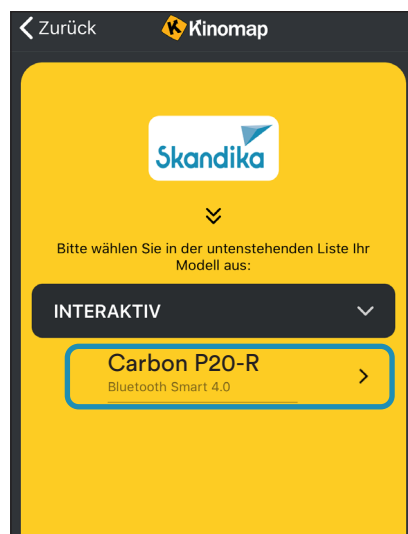 Zurück
Kinomap
Skandika
Bitte wählen Sie in der untenstehenden Liste Ihr
Modell aus:
INTERAKTIV
Carbon P20-R
Bluetooth Smart 4.0